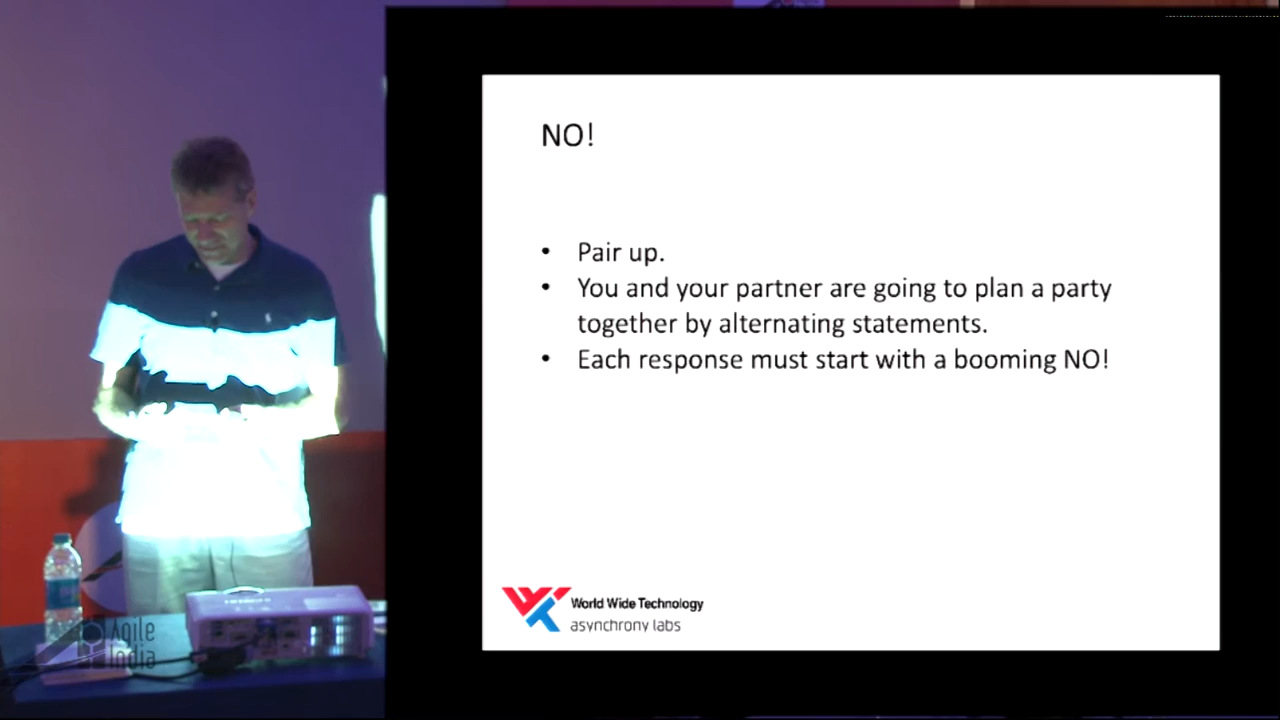 NO!
• Pair up.
• You and your partner are going to plan a party
together by alternating statements.
• Each response must start with a booming NO!
World Wide Technology
asynchrony labs
Agile
India